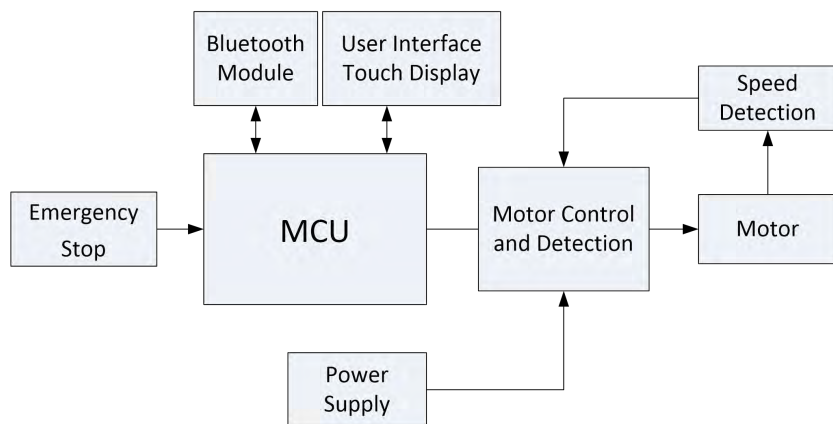 Bluetooth
Module
User Interface
Touch Display
Speed
Detection
Emergency
Stop
MCU
Motor Control
and Detection
Motor
Power
Supply